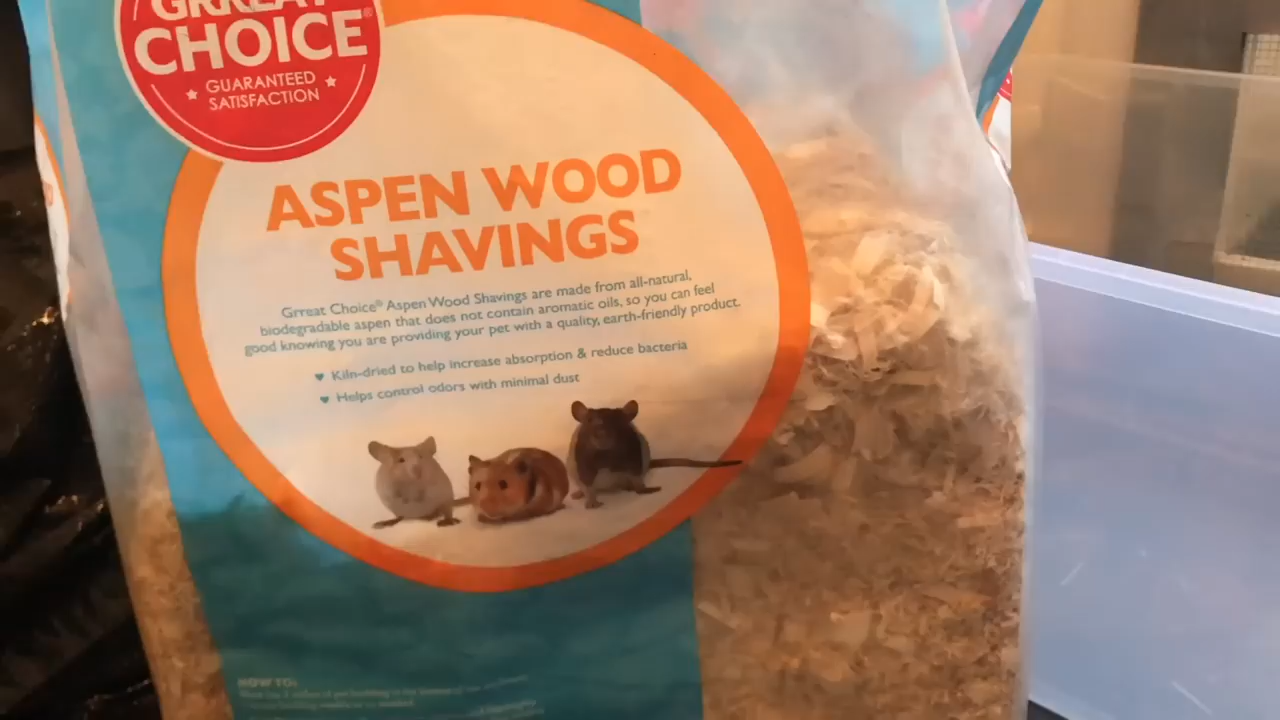 GRREAT
CHOICE®
GUARANTEED
SATISFACTION
ASPEN WOOD
SHAVINGS
Grreat Choice® Aspen Wood Shavings are made from all-natural,
biodegradable aspen that does not contain aromatic oils, so you can feel
good knowing you are providing your pet with a quality, earth-friendly product.
Kiln-dried to help increase absorption & reduce bacteria
Helps control odors with minimal dust
HOW TO: